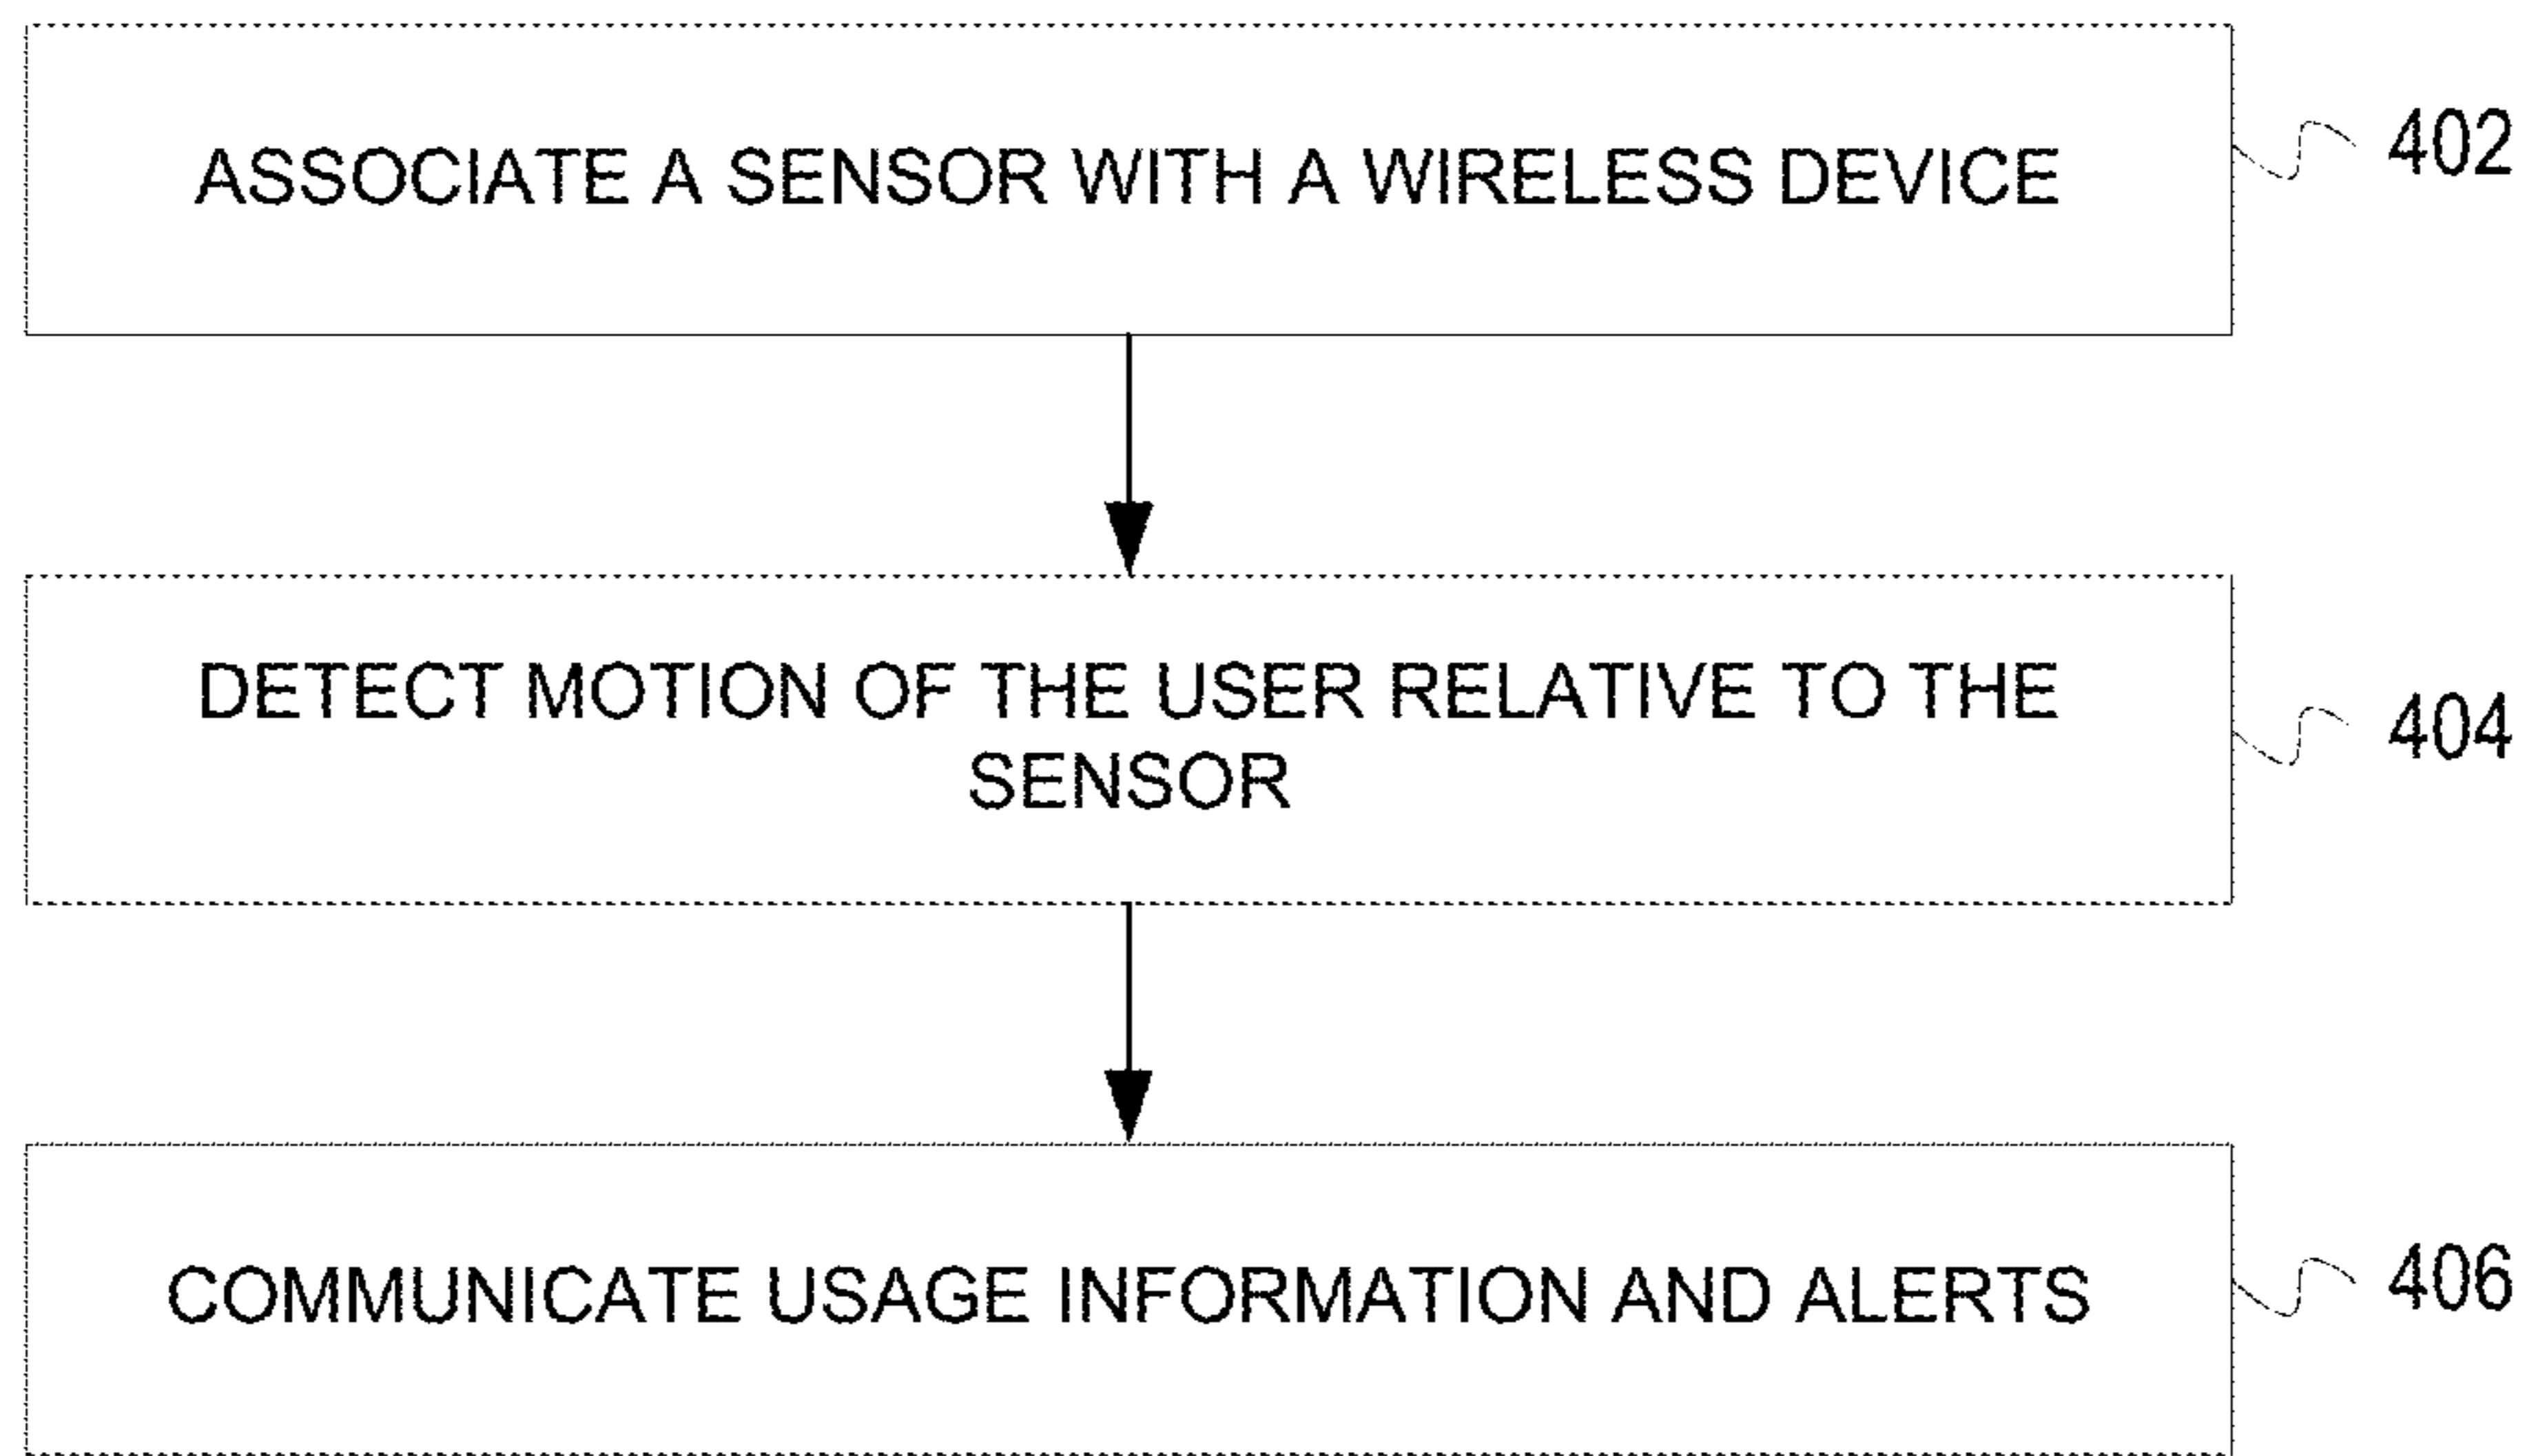 ASSOCIATE A SENSOR WITH A WIRELESS DEVICE
402
DETECT MOTION OF THE USER RELATIVE TO THE
SENSOR
404
COMMUNICATE USAGE INFORMATION AND ALERTS
406